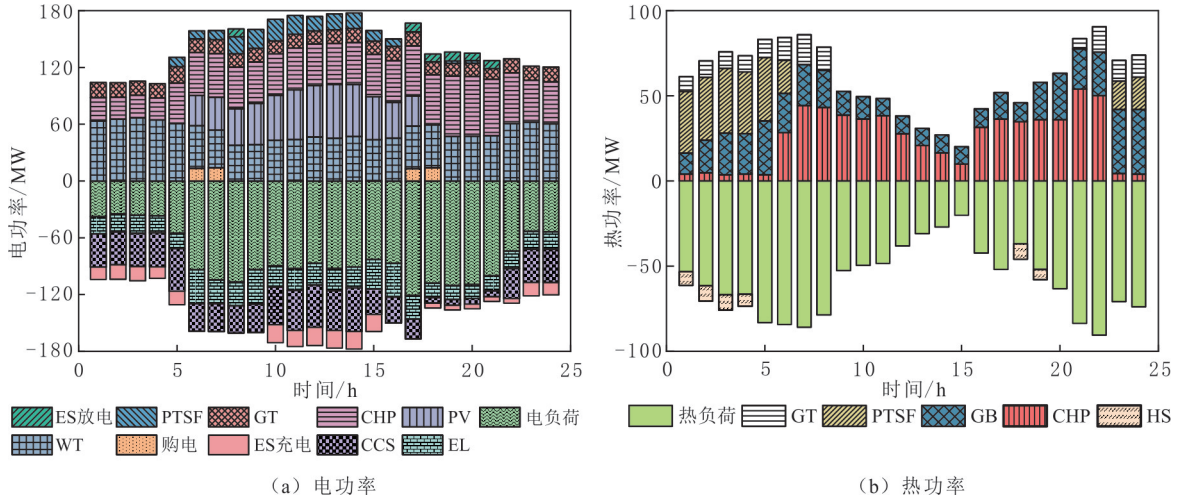 180
120
60
0
-60
-120
-180
电功率/MW
0 5 10 15 20 25
时间/h
ES放电 PTSF GT CHP PV 电负荷
WT 购电 ES充电 CCS EL
(a) 电功率
100
50
0
-50
-100
热功率/MW
0 5 10 15 20 25
时间/h
热负荷 GT PTSF GB CHP HS
(b) 热功率